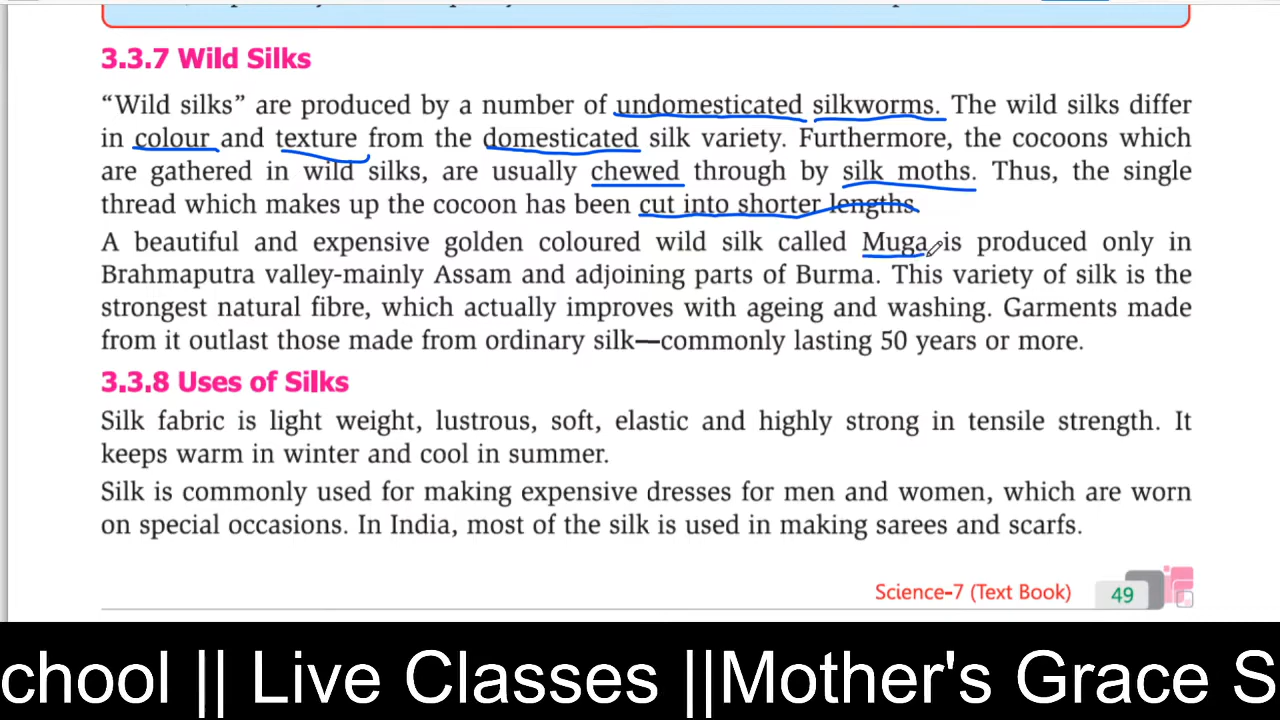 3.3.7 Wild Silks
“Wild silks” are produced by a number of undomesticated silkworms. The wild silks differ
in colour and texture from the domesticated silk variety. Furthermore, the cocoons which
are gathered in wild silks, are usually chewed through by silk moths. Thus, the single
thread which makes up the cocoon has been cut into shorter lengths.
A beautiful and expensive golden coloured wild silk called Muga is produced only in
Brahmaputra valley-mainly Assam and adjoining parts of Burma. This variety of silk is the
strongest natural fibre, which actually improves with ageing and washing. Garments made
from it outlast those made from ordinary silk—commonly lasting 50 years or more.
3.3.8 Uses of Silks
Silk fabric is light weight, lustrous, soft, elastic and highly strong in tensile strength. It
keeps warm in winter and cool in summer.
Silk is commonly used for making expensive dresses for men and women, which are worn
on special occasions. In India, most of the silk is used in making sarees and scarfs.
Science-7 (Text Book) 49
chool || Live Classes ||Mother's Grace S